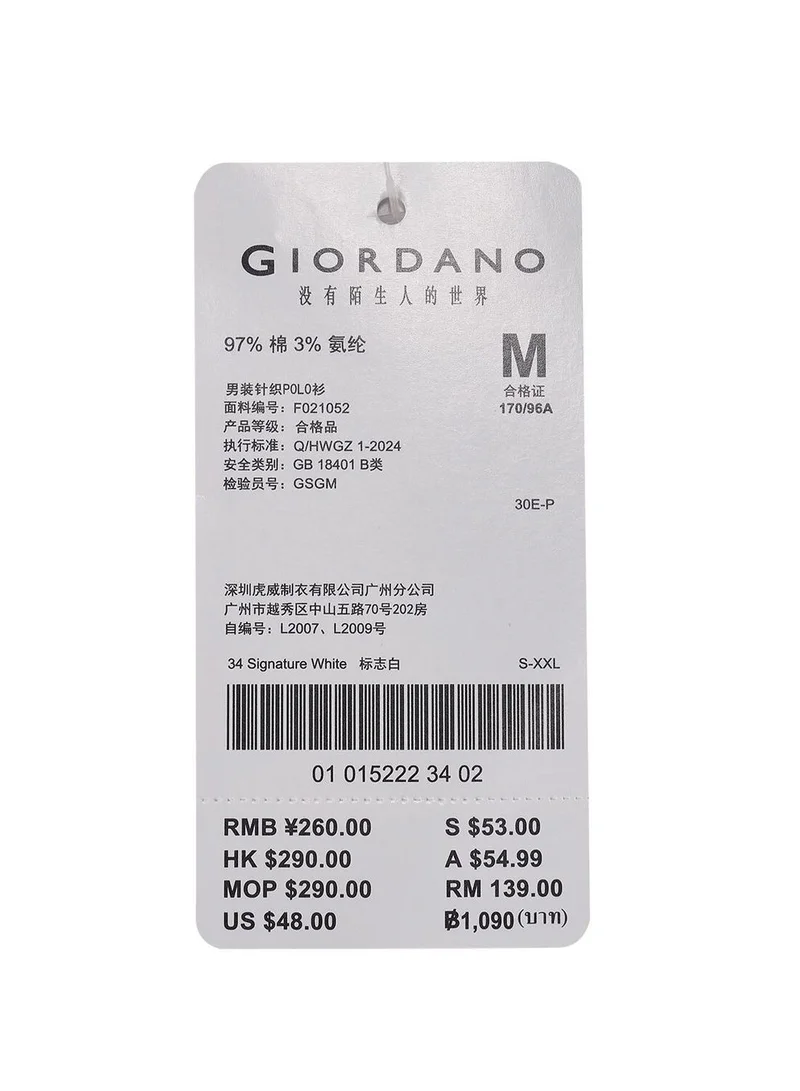 GIORDANO
没有陌生人的世界
97% 棉 3% 氨纶
M
合格证
170/96A
男装针织POLO衫
面料编号：F021052
产品等级：合格品
执行标准：Q/HWGZ 1-2024
安全类别：GB 18401 B类
检验员号：GSGM
30E-P
深圳虎威制衣有限公司广州分公司
广州市越秀区中山五路70号202房
自编号：L2007、L2009号
34 Signature White 标志白 S-XXL
01 015222 34 02
RMB ¥260.00 S $53.00
HK $290.00 A $54.99
MOP $290.00 RM 139.00
US $48.00 ฿1,090 (บาท)